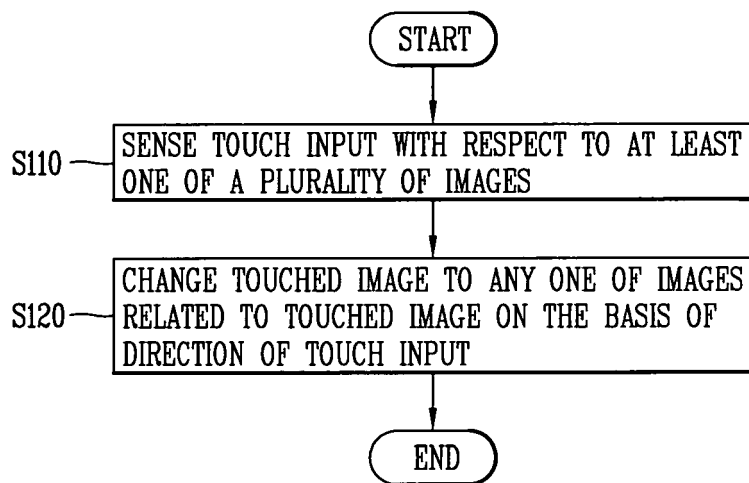 START
S110
SENSE TOUCH INPUT WITH RESPECT TO AT LEAST
ONE OF A PLURALITY OF IMAGES
CHANGE TOUCHED IMAGE TO ANY ONE OF IMAGES
S120
RELATED TO TOUCHED IMAGE ON THE BASIS OF
DIRECTION OF TOUCH INPUT
END